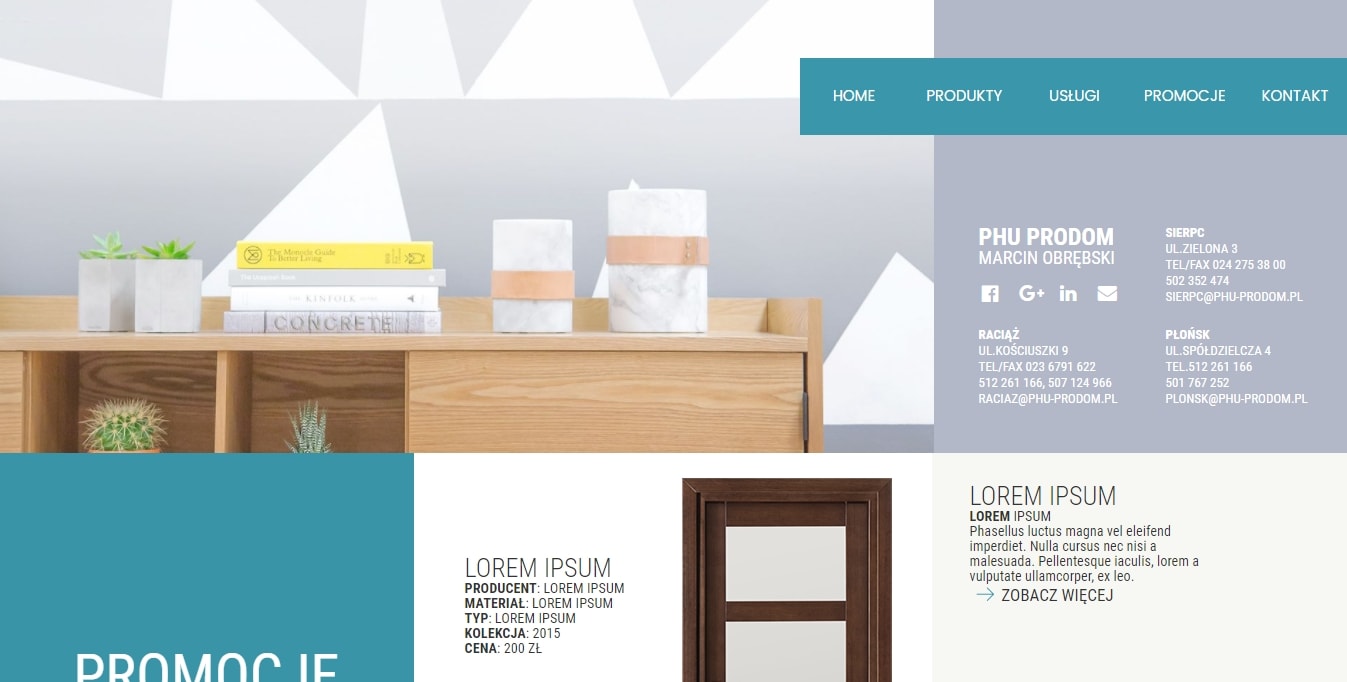 HOME PRODUKTY USŁUGI PROMOCJE KONTAKT
The Monocle Guide
To Better Living
KINFOLK
CONCRETE
PHU PRODOM
MARCIN OBRĘBSKI
SIERPC
UL.ZIELONA 3
TEL/FAX 024 275 38 00
502 352 474
SIERPC@PHU-PRODOM.PL
RACIĄŻ
UL.KOŚCIUSZKI 9
TEL/FAX 023 6791 622
512 261 166, 507 124 966
RACIAZ@PHU-PRODOM.PL
PŁOŃSK
UL.SPÓŁDZIELCZA 4
TEL.512 261 166
501 767 252
PLONSK@PHU-PRODOM.PL
PROMOCJE
LOREM IPSUM
PRODUCENT: LOREM IPSUM
MATERIAŁ: LOREM IPSUM
TYP: LOREM IPSUM
KOLEKCJA: 2015
CENA: 200 ZŁ
LOREM IPSUM
LOREM IPSUM
Phasellus luctus magna vel eleifend
imperdiet. Nulla cursus nec nisi a
malesuada. Pellentesque iaculis, lorem a
vulputate ullamcorper, ex leo.
ZOBACZ WIĘCEJ